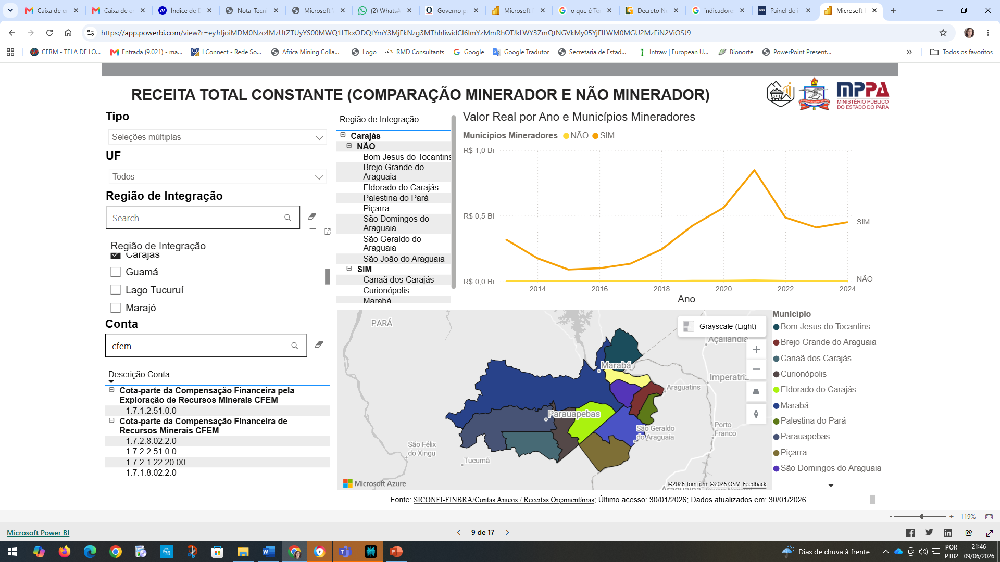 Caixa de e
Caixa de e
Índice de D
Nota-Tecn
Microsoft V
(2) WhatsA
Governo p
Microsoft P
o que é Te
Decreto N
indicadore
Painel de i
Microsoft
https://app.powerbi.com/view?r=eyJrIjoiMDM0Nzc4MzUtZTUyYS00MWQ1LTkxODQtYmY3MjFkNzg3MThhIiwidCI6ImYzMmRhOTJkLWY3ZmQtNGVkMy05YjFlLWM0MGU2MzFiN2ViOSJ9
CERM - TELA DE LO...
Entrada (9.021) - ma...
I Connect - Rede So...
Africa Mining Colla...
Logo
RMD Consultants
Google
Google Tradutor
Secretaria de Estad...
Intraw | European U...
Bionorte
PowerPoint Present...
Todos os favoritos
RECEITA TOTAL CONSTANTE (COMPARAÇÃO MINERADOR E NÃO MINERADOR)
MPPA
MINISTÉRIO PÚBLICO
DO ESTADO DO PARÁ
Tipo
Seleções múltiplas
UF
Todos
Região de Integração
Search
Região de Integração
Carajás
Guamá
Lago Tucuruí
Marajó
Conta
cfem
Descrição Conta
Cota-parte da Compensação Financeira pela
Exploração de Recursos Minerais CFEM
1.7.1.2.51.0.0
Cota-parte da Compensação Financeira de
Recursos Minerais CFEM
1.7.2.8.02.2.0
1.7.2.2.51.0.0
1.7.2.1.22.20.00
1.7.1.8.02.2.0
Região de Integração
Carajás
NÃO
Bom Jesus do Tocantins
Brejo Grande do
Araguaia
Eldorado do Carajás
Palestina do Pará
Piçarra
São Domingos do
Araguaia
São Geraldo do
Araguaia
São João do Araguaia
SIM
Canaã dos Carajás
Curionópolis
Marabá
Valor Real por Ano e Municípios Mineradores
Municípios Mineradores NÃO SIM
R$ 1,0 Bi
R$ 0,5 Bi
R$ 0,0 Bi
SIM
NÃO
2014 2016 2018 2020 2022 2024
Ano
PARÁ
Grayscale (Light)
Açailândia
Marabá
Imperatriz
Araguatins
Parauapebas
Porto
Franco
São Geraldo
do Araguaia
São Félix
do Xingu
Tucumã
Microsoft Azure
©2026 TomTom ©2026 OSM Feedback
Araguaína
Parque Nacional
Município
Bom Jesus do Tocantins
Brejo Grande do Araguaia
Canaã dos Carajás
Curionópolis
Eldorado do Carajás
Marabá
Palestina do Pará
Parauapebas
Piçarra
São Domingos do Araguaia
Fonte: SICONFI-FINBRA/Contas Anuais / Receitas Orçamentárias; Último acesso: 30/01/2026; Dados atualizados em: 30/01/2026
- + 119%
Microsoft Power BI
9 de 17
Dias de chuva à frente
POR
PTB2
21:46
09/06/2026